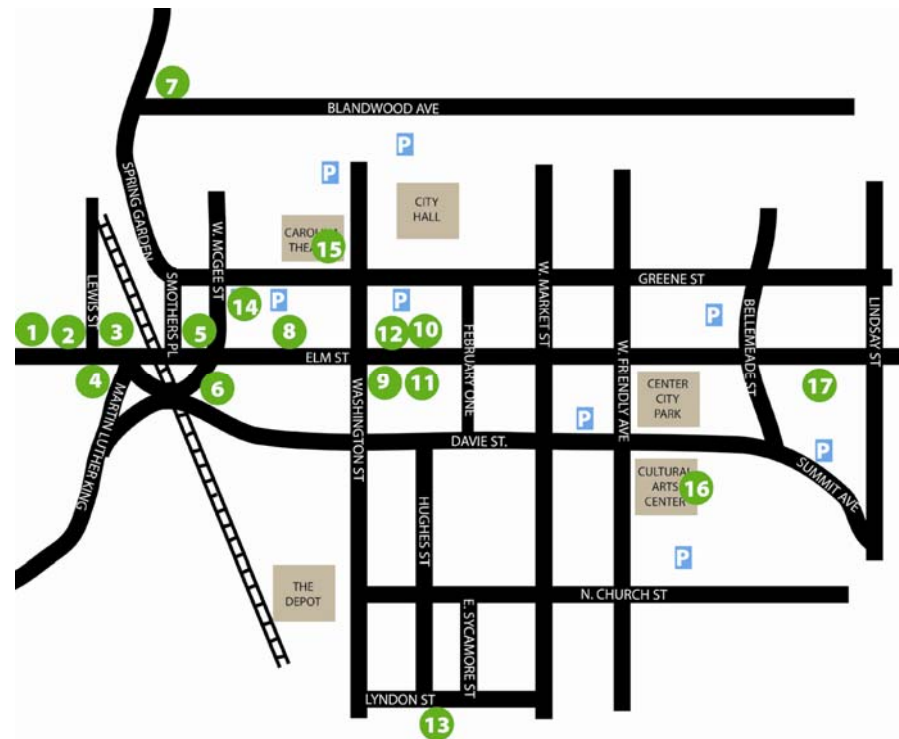 7
BLANDWOOD AVE
P
P
SPRING GARDEN
CITY
HALL
W. MCGEE ST
CAROLINA
THEA
15
GREENE ST
LEWIS ST
SMOTHERS PL
14
P
P
W. MARKET ST
P
BELLEMEADE ST
LINDSAY ST
1
2
3
5
8
12
10
FEBRUARY ONE
ELM ST
4
6
9
11
W. FRIENDLY AVE
CENTER
CITY
PARK
17
MARTIN LUTHER KING
WASHINGTON ST
P
DAVIE ST.
P
CULTURAL
ARTS
CENTER
16
SUMMIT AVE
HUGHES ST
P
THE
DEPOT
N. CHURCH ST
E. SYCAMORE ST
LYNDON ST
13